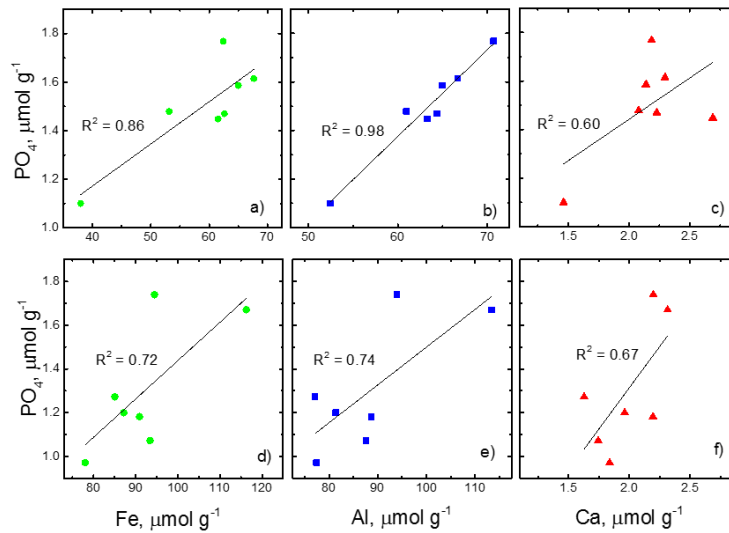 1.8
1.6
1.4
1.2
1.0
PO4, μmol g-1
R2 = 0.86
a)
40
50
60
70
R2 = 0.98
b)
50
60
70
R2 = 0.60
c)
1.5
2.0
2.5
1.8
1.6
1.4
1.2
1.0
PO4, μmol g-1
R2 = 0.72
d)
80
90
100
110
120
Fe, μmol g-1
R2 = 0.74
e)
80
90
100
110
Al, μmol g-1
R2 = 0.67
f)
1.5
2.0
2.5
Ca, μmol g-1